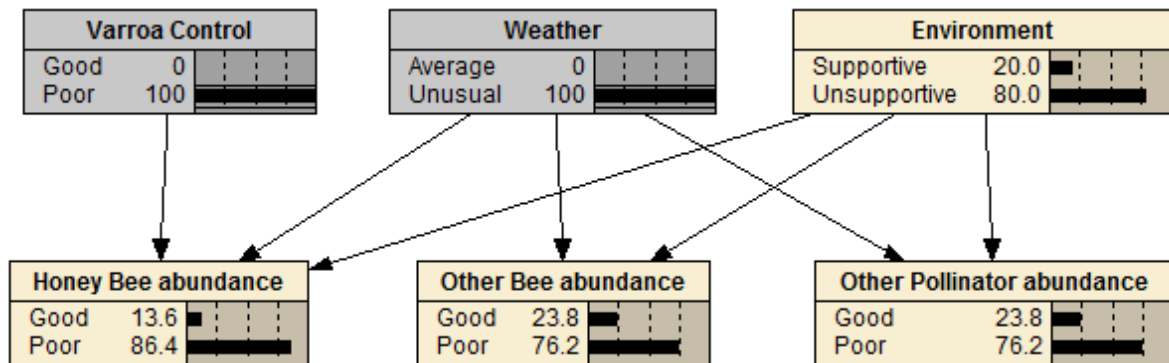 Varroa Control
Good 0
Poor 100
Weather
Average 0
Unusual 100
Environment
Supportive 20.0
Unsupportive 80.0
Honey Bee abundance
Good 13.6
Poor 86.4
Other Bee abundance
Good 23.8
Poor 76.2
Other Pollinator abundance
Good 23.8
Poor 76.2